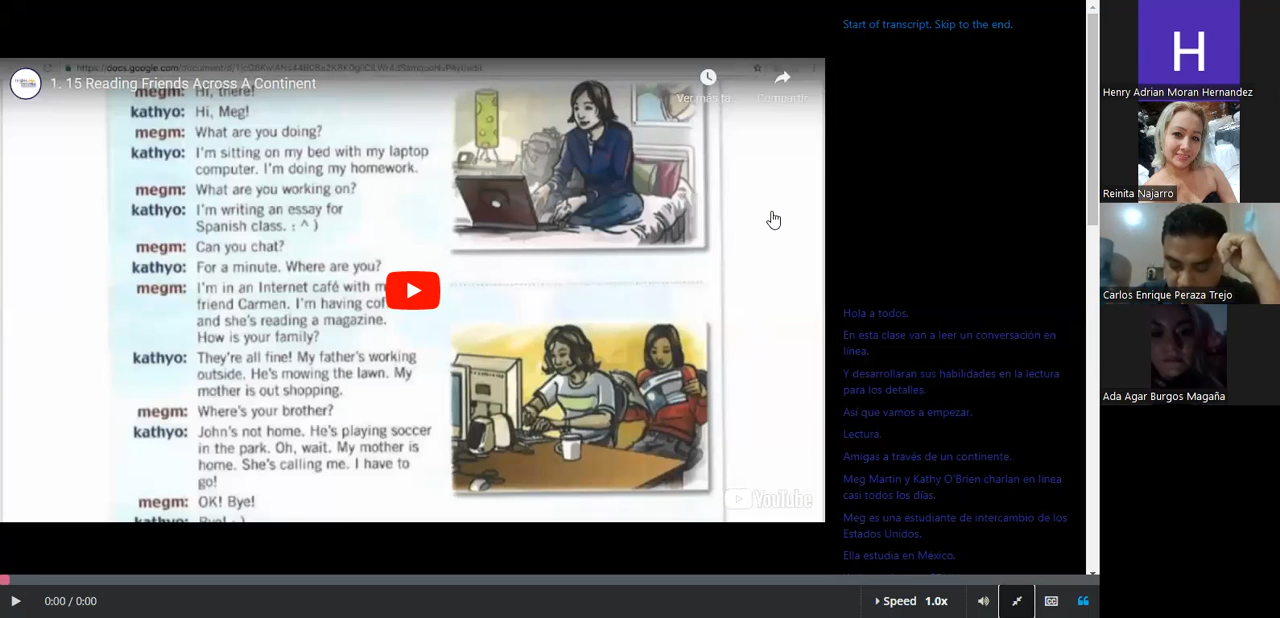 Start of transcript. Skip to the end.
1. 15 Reading Friends Across A Continent
Ver más ta...
Compartir
megm: Hi, there!
kathyo: Hi, Meg!
megm: What are you doing?
kathyo: I'm sitting on my bed with my laptop
computer. I'm doing my homework.
megm: What are you working on?
kathyo: I'm writing an essay for
Spanish class. : ^ )
megm: Can you chat?
kathyo: For a minute. Where are you?
megm: I'm in an Internet café with m
friend Carmen. I'm having cof
and she's reading a magazine.
How is your family?
kathyo: They're all fine! My father's working
outside. He's mowing the lawn. My
mother is out shopping.
megm: Where's your brother?
kathyo: John's not home. He's playing soccer
in the park. Oh, wait. My mother is
home. She's calling me. I have to
go!
megm: OK! Bye!
kathyo: Bye! : )
YouTube
Hola a todos.
En esta clase van a leer un conversación en
línea.
Y desarrollaran sus habilidades en la lectura
para los detalles.
Así que vamos a empezar.
Lectura.
Amigas a través de un continente.
Meg Martin y Kathy O'Brien charlan en línea
casi todos los días.
Meg es una estudiante de intercambio de los
Estados Unidos.
Ella estudia en México.
0:00 / 0:00
Speed 1.0x
H
Henry Adrian Moran Hernandez
Reinita Najarro
Carlos Enrique Peraza Trejo
Ada Agar Burgos Magaña